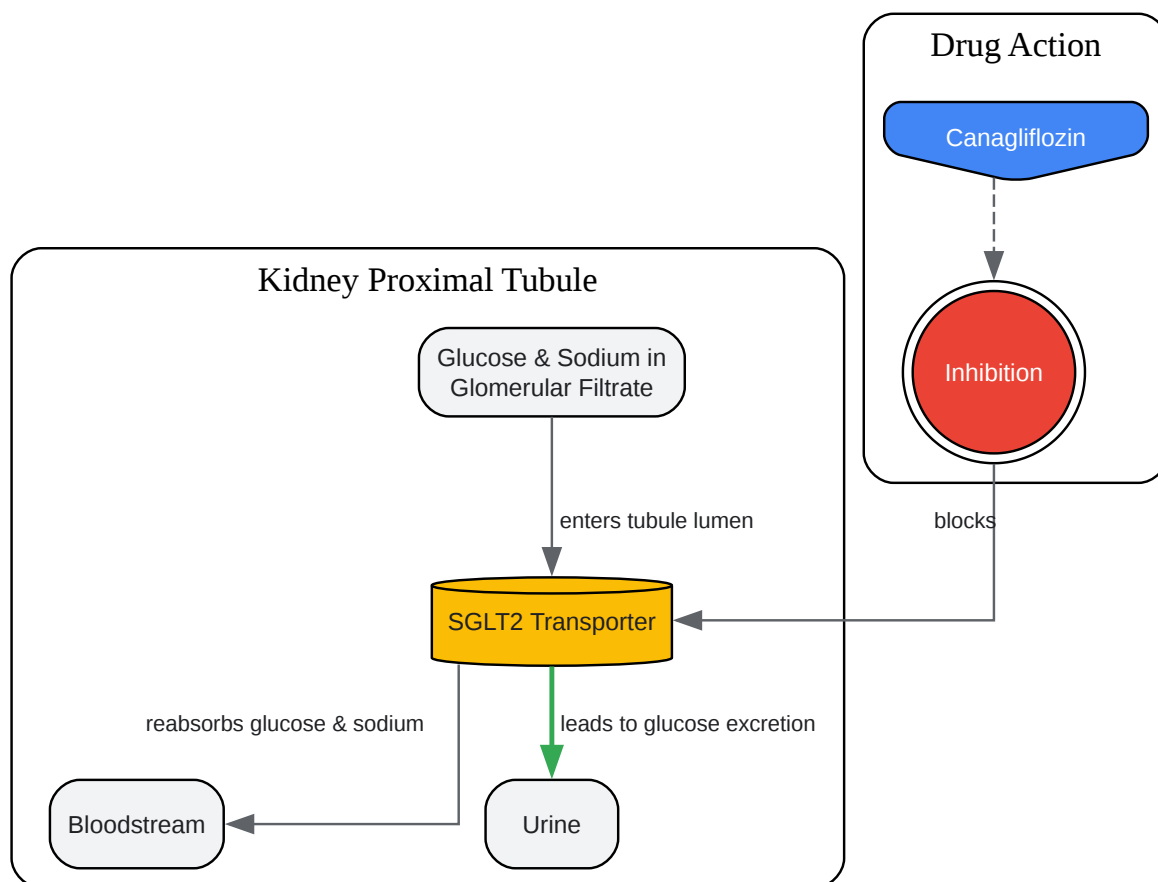 Drug Action
Canagliflozin
Inhibition
blocks
Kidney Proximal Tubule
Glucose & Sodium in
Glomerular Filtrate
enters tubule lumen
SGLT2 Transporter
reabsorbs glucose & sodium
leads to glucose excretion
Bloodstream
Urine